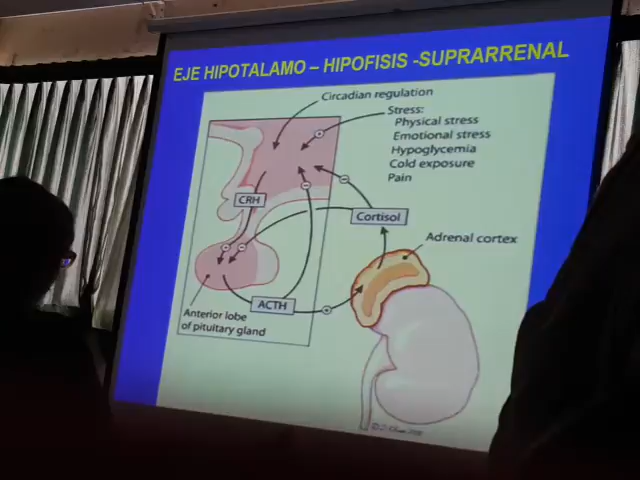 EJE HIPOTALAMO – HIPOFISIS -SUPRARRENAL
Circadian regulation
Stress:
Physical stress
Emotional stress
Hypoglycemia
Cold exposure
Pain
CRH
Cortisol
Adrenal cortex
ACTH
Anterior lobe
of pituitary gland